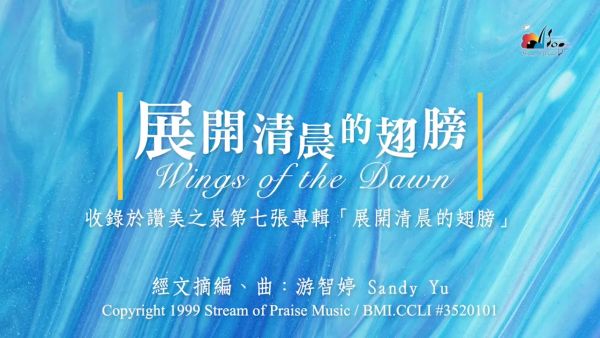 展開清晨的翅膀
Wings of the Dawn
收錄於讚美之泉第七張專輯「展開清晨的翅膀」
經文摘編、曲：游智婷 Sandy Yu
Copyright 1999 Stream of Praise Music / BMI.CCLI #3520101